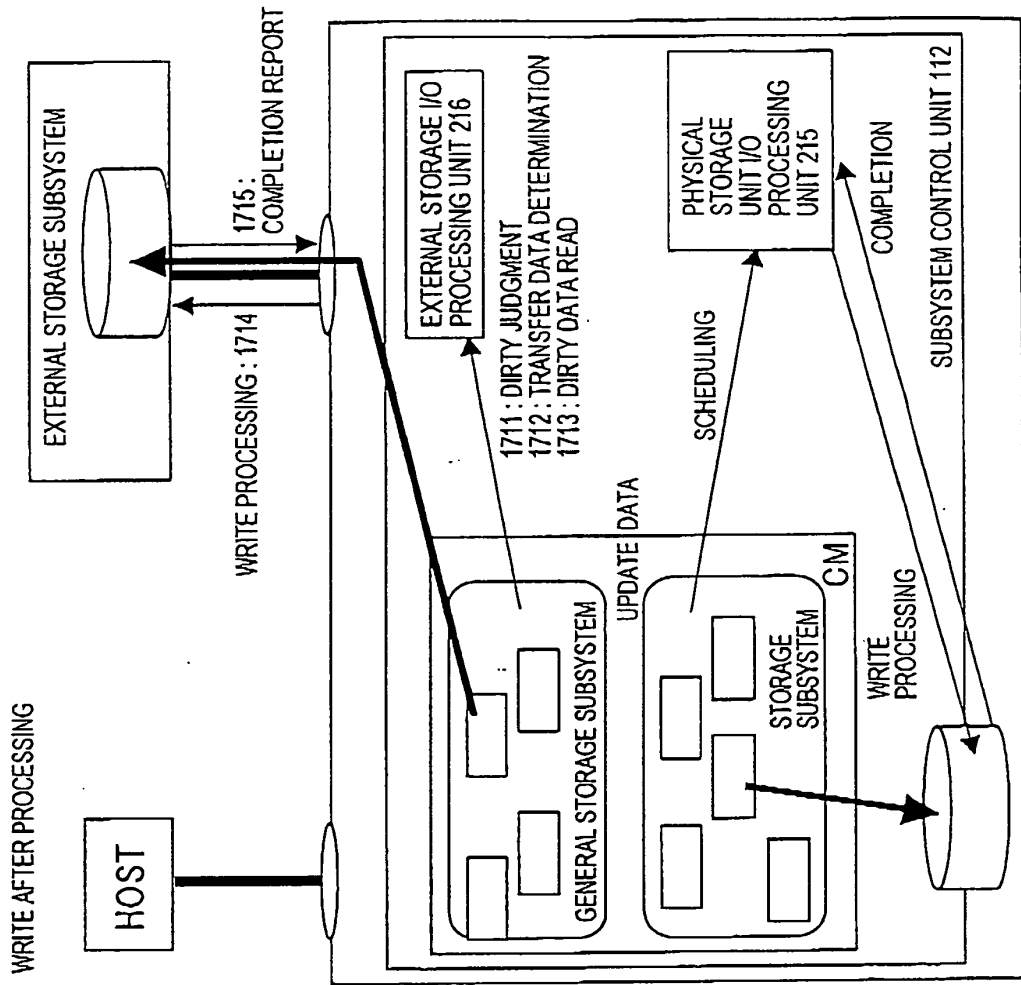 WRITE AFTER PROCESSING
HOST
EXTERNAL STORAGE SUBSYSTEM
WRITE PROCESSING : 1714
1715 :
COMPLETION REPORT
EXTERNAL STORAGE I/O
PROCESSING UNIT 216
1711 : DIRTY JUDGMENT
1712 : TRANSFER DATA DETERMINATION
1713 : DIRTY DATA READ
GENERAL STORAGE SUBSYSTEM
UPDATE DATA
SCHEDULING
PHYSICAL
STORAGE
UNIT I/O
PROCESSING
UNIT 215
STORAGE
SUBSYSTEM
CM
WRITE
PROCESSING
COMPLETION
SUBSYSTEM CONTROL UNIT 112